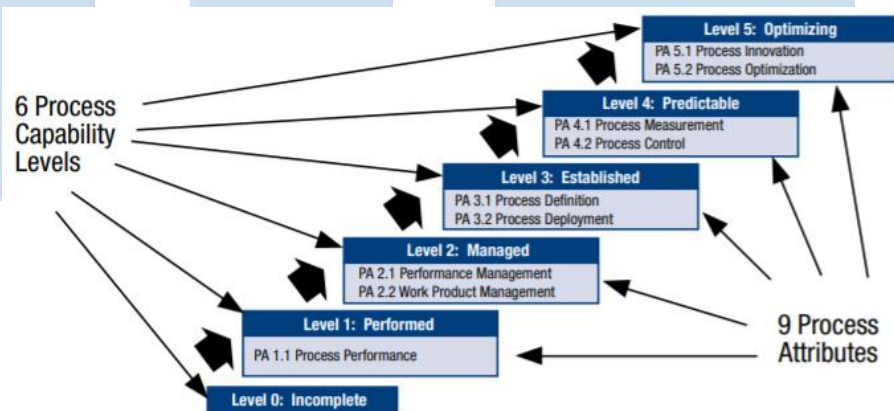 Level 5: Optimizing
PA 5.1 Process Innovation
PA 5.2 Process Optimization
6 Process
Capability
Levels
Level 4: Predictable
PA 4.1 Process Measurement
PA 4.2 Process Control
Level 3: Established
PA 3.1 Process Definition
PA 3.2 Process Deployment
Level 2: Managed
PA 2.1 Performance Management
PA 2.2 Work Product Management
Level 1: Performed
PA 1.1 Process Performance
9 Process
Attributes
Level 0: Incomplete